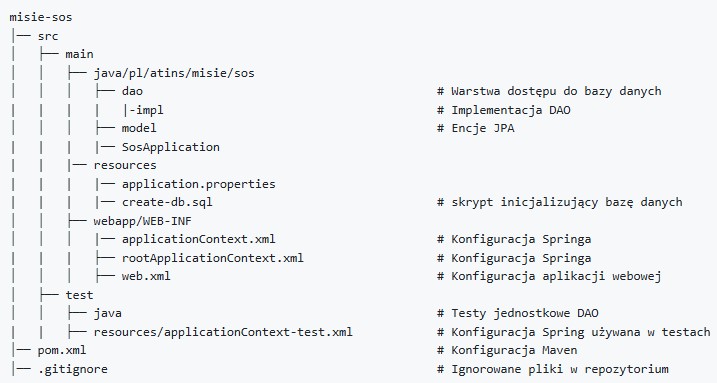 misie-sos
|── src
│   ├── main
│   │   ├── java/pl/atins/misie/sos
│   │   │   ├── dao                              # Warstwa dostępu do bazy danych
│   │   │   │   |-impl                           # Implementacja DAO
│   │   │   ├── model                            # Encje JPA
│   │   │   ├── SosApplication
│   │   |── resources
│   │   │   |── application.properties
│   │   │   |── create-db.sql                    # skrypt inicjalizujący bazę danych
│   │   ├── webapp/WEB-INF
│   │   │   |── applicationContext.xml           # Konfiguracja Springa
│   │   │   ├── rootApplicationContext.xml       # Konfiguracja Springa
│   │   │   ├── web.xml                          # Konfiguracja aplikacji webowej
│   ├── test
│   │   ├── java                                 # Testy jednostkowe DAO
│   │   ├── resources/applicationContext-test.xml # Konfiguracja Spring używana w testach
|── pom.xml                                      # Konfiguracja Maven
|── .gitignore                                   # Ignorowane pliki w repozytorium